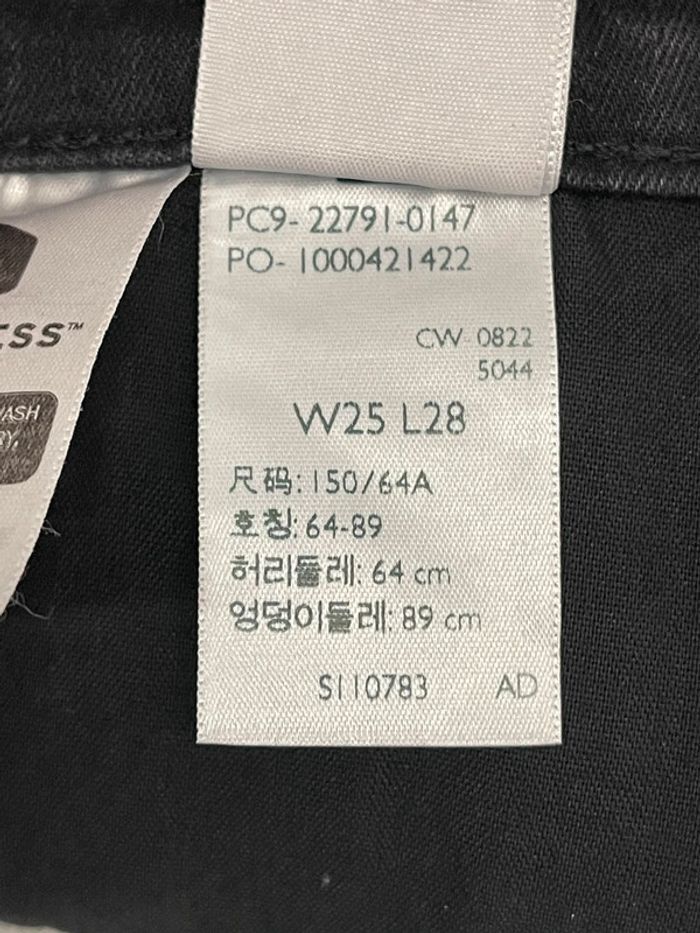 PC9- 22791-0147
PO- 1000421422
CW- 0822
5044
W25 L28
尺码:150/64A
호칭: 64-89
허리둘레: 64 cm
엉덩이둘레: 89 cm
S110783 AD